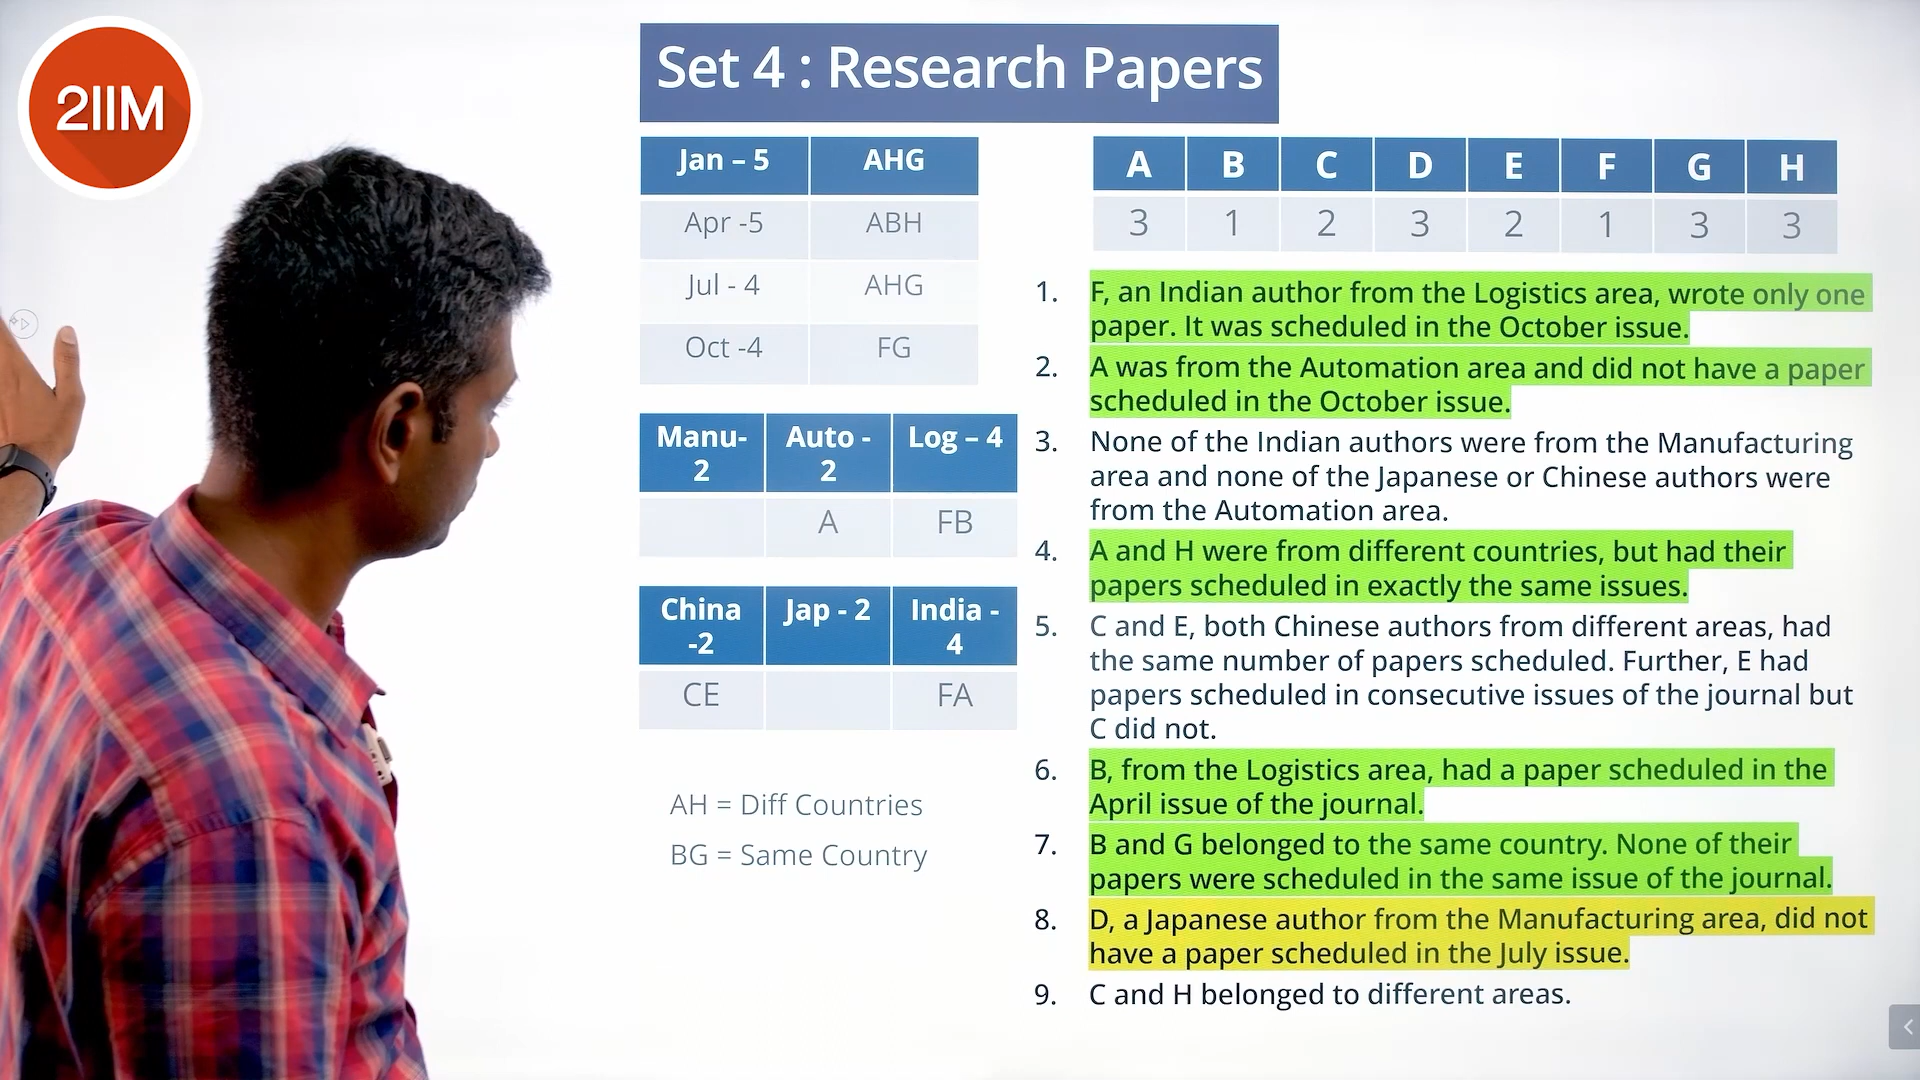 2IIM
Set 4 : Research Papers
Jan – 5 AHG
Apr -5 ABH
Jul - 4 AHG
Oct -4 FG
Manu-
2
Auto -
2
Log – 4
A FB
China
-2
Jap - 2
India -
4
CE FA
AH = Diff Countries
BG = Same Country
A B C D E F G H
3 1 2 3 2 1 3 3
1. F, an Indian author from the Logistics area, wrote only one
paper. It was scheduled in the October issue.
2. A was from the Automation area and did not have a paper
scheduled in the October issue.
3. None of the Indian authors were from the Manufacturing
area and none of the Japanese or Chinese authors were
from the Automation area.
4. A and H were from different countries, but had their
papers scheduled in exactly the same issues.
5. C and E, both Chinese authors from different areas, had
the same number of papers scheduled. Further, E had
papers scheduled in consecutive issues of the journal but
C did not.
6. B, from the Logistics area, had a paper scheduled in the
April issue of the journal.
7. B and G belonged to the same country. None of their
papers were scheduled in the same issue of the journal.
8. D, a Japanese author from the Manufacturing area, did not
have a paper scheduled in the July issue.
9. C and H belonged to different areas.